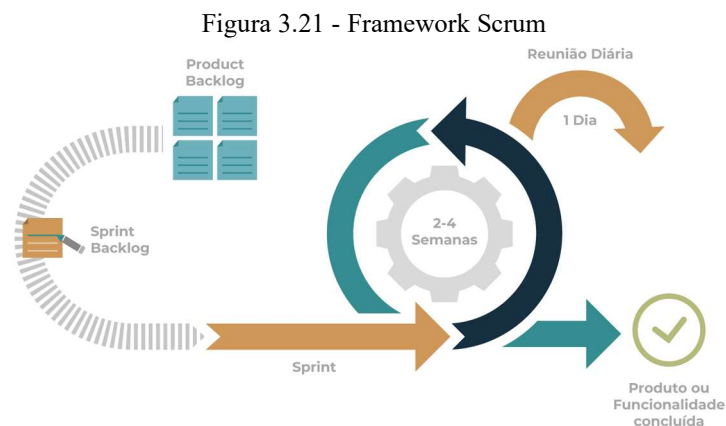 Figura 3.21 - Framework Scrum
Product
Backlog
Reunião Diária
1 Dia
2-4
Semanas
Sprint
Backlog
Sprint
Produto ou
Funcionalidade
concluída